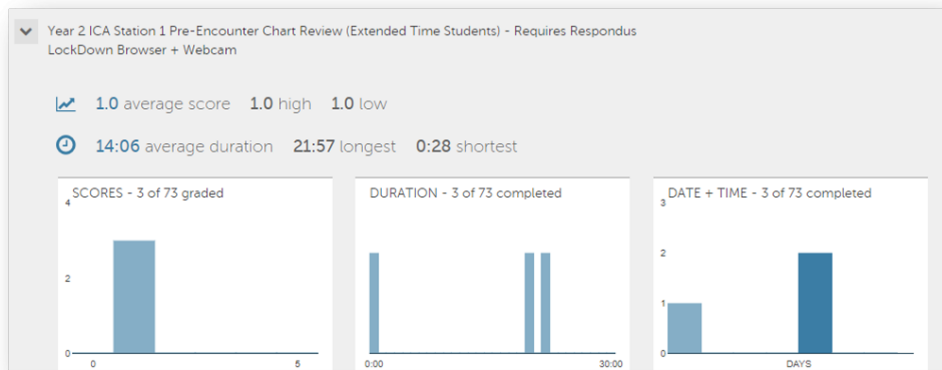 Year 2 ICA Station 1 Pre-Encounter Chart Review (Extended Time Students) - Requires Respondus
LockDown Browser + Webcam
1.0 average score 1.0 high 1.0 low
14:06 average duration 21:57 longest 0:28 shortest
SCORES - 3 of 73 graded
4
2
0
0 5
DURATION - 3 of 73 completed
0:00 30:00
DATE + TIME - 3 of 73 completed
3
2
1
0
DAYS